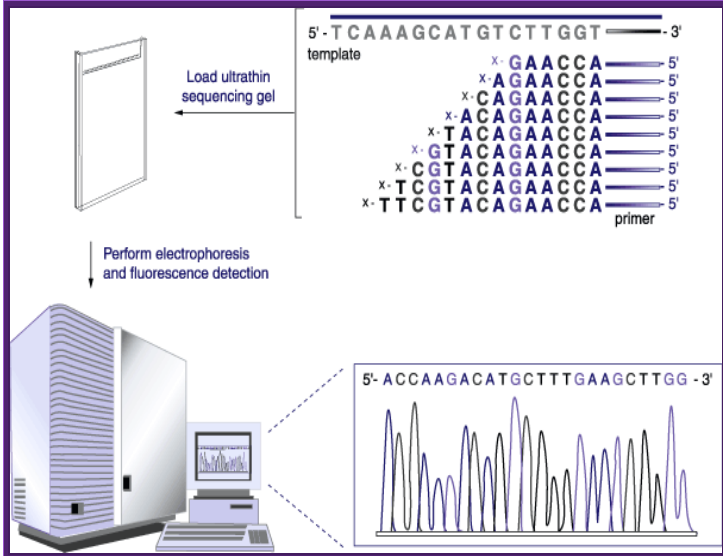 5'- TCAAAGCATGTCTTGGT - 3'
template
x- GAACCA - 5'
x- AGAACCA - 5'
x- CAGAACCA - 5'
x- ACAGAACCA - 5'
x- TACAGAACCA - 5'
x- GTACAGAACCA - 5'
x- CGTACAGAACCA - 5'
x- TCGTACAGAACCA - 5'
x- TTCGTACAGAACCA - 5'
primer
Load ultrathin
sequencing gel
Perform electrophoresis
and fluorescence detection
5'- ACCAAGACATGCTTTGAAGCTTGG - 3'